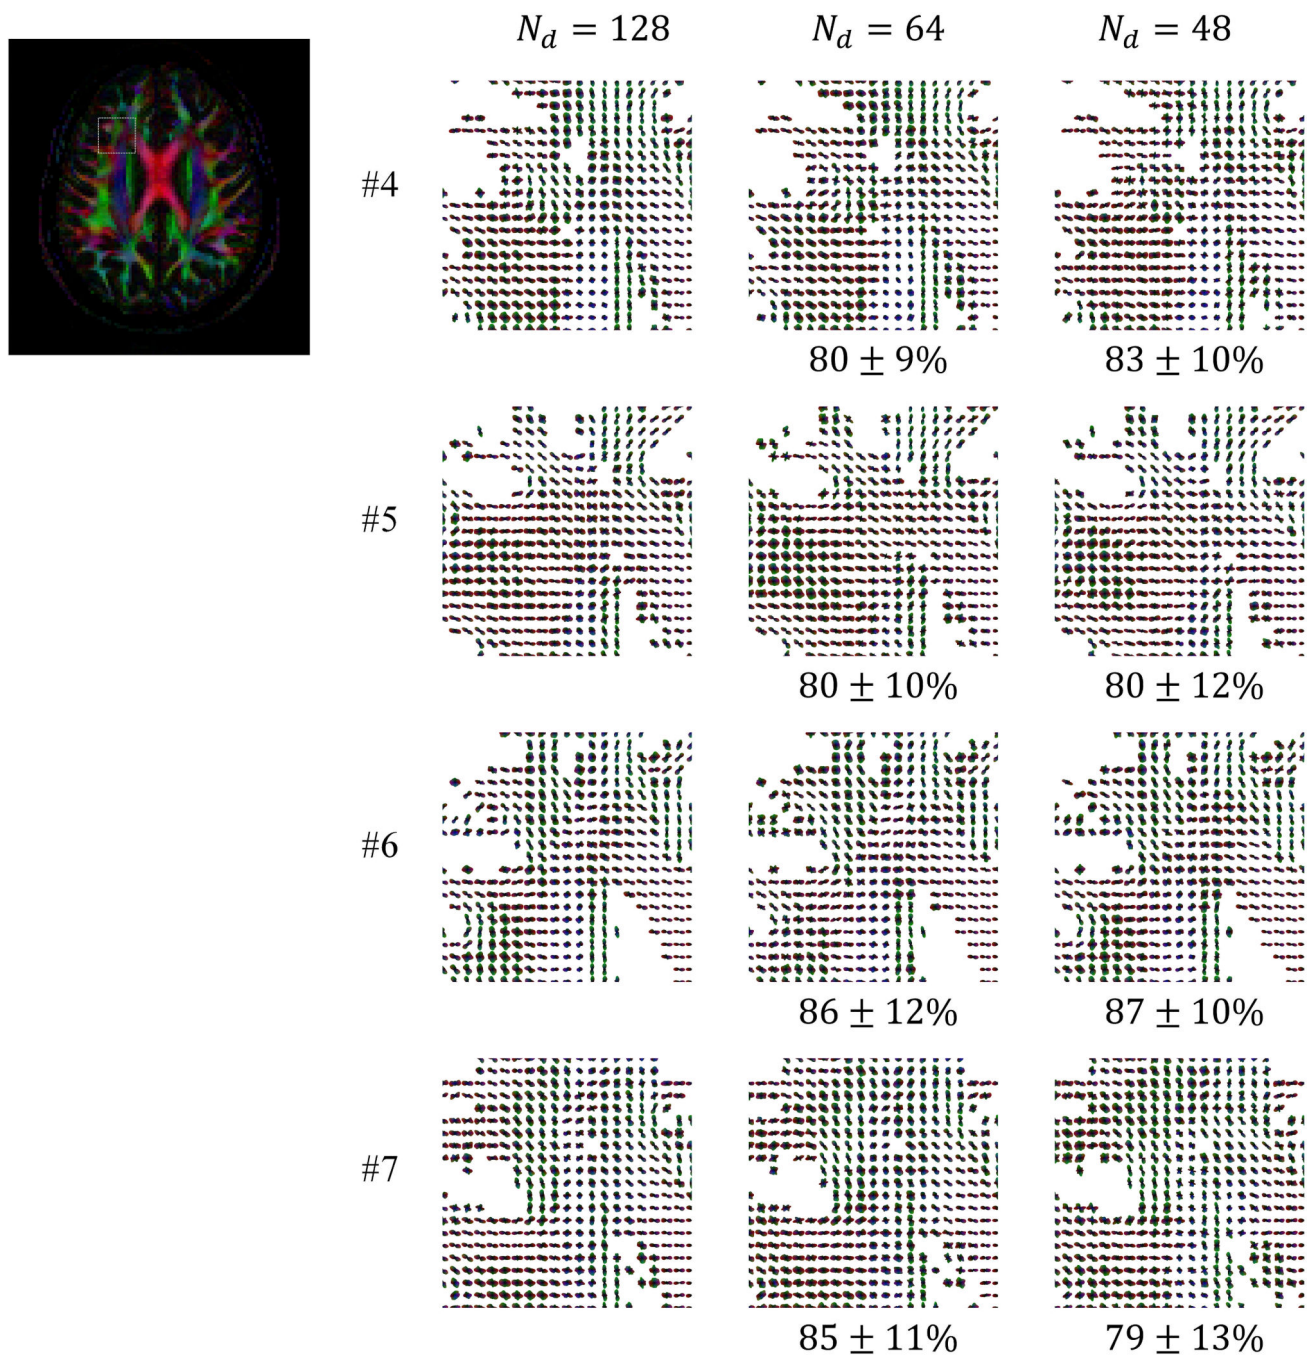 N_d = 128 N_d = 64 N_d = 48
#4
80 ± 9% 83 ± 10%
#5
80 ± 10% 80 ± 12%
#6
86 ± 12% 87 ± 10%
#7
85 ± 11% 79 ± 13%